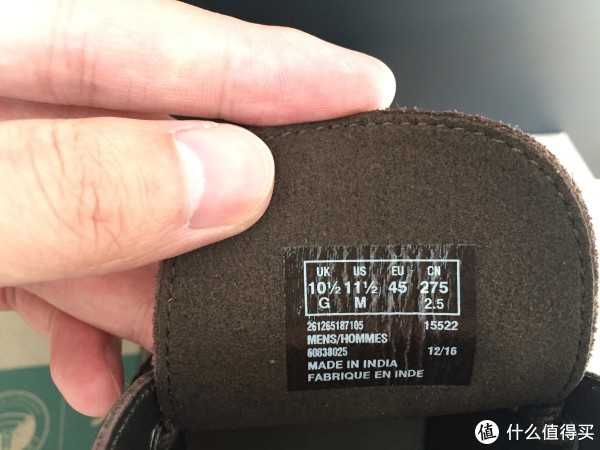 UK US EU CN
10½ 11½ 45 275
G M 2.5
261265187105 15522
MENS/HOMMES
60838025 12/16
MADE IN INDIA
FABRIQUE EN INDE
值 什么值得买